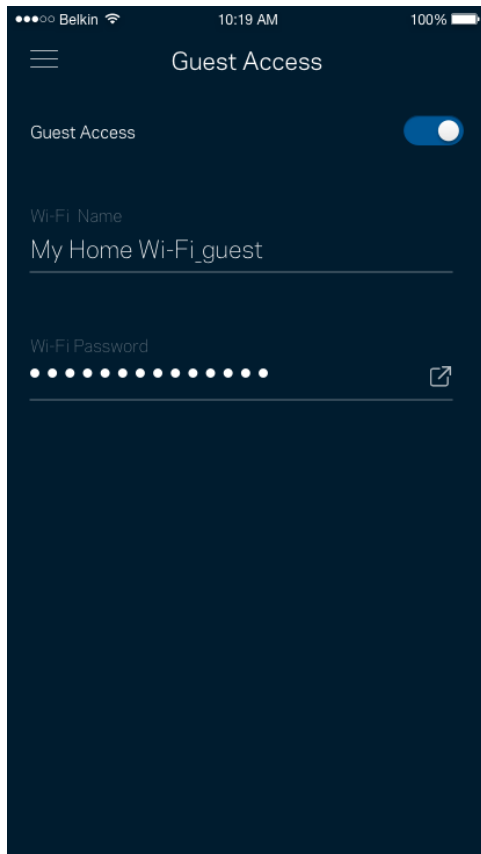 ●●●○○ Belkin 10:19 AM 100%
Guest Access
Guest Access
Wi-Fi Name
My Home Wi-Fi_guest
Wi-Fi Password
●●●●●●●●●●●●●●